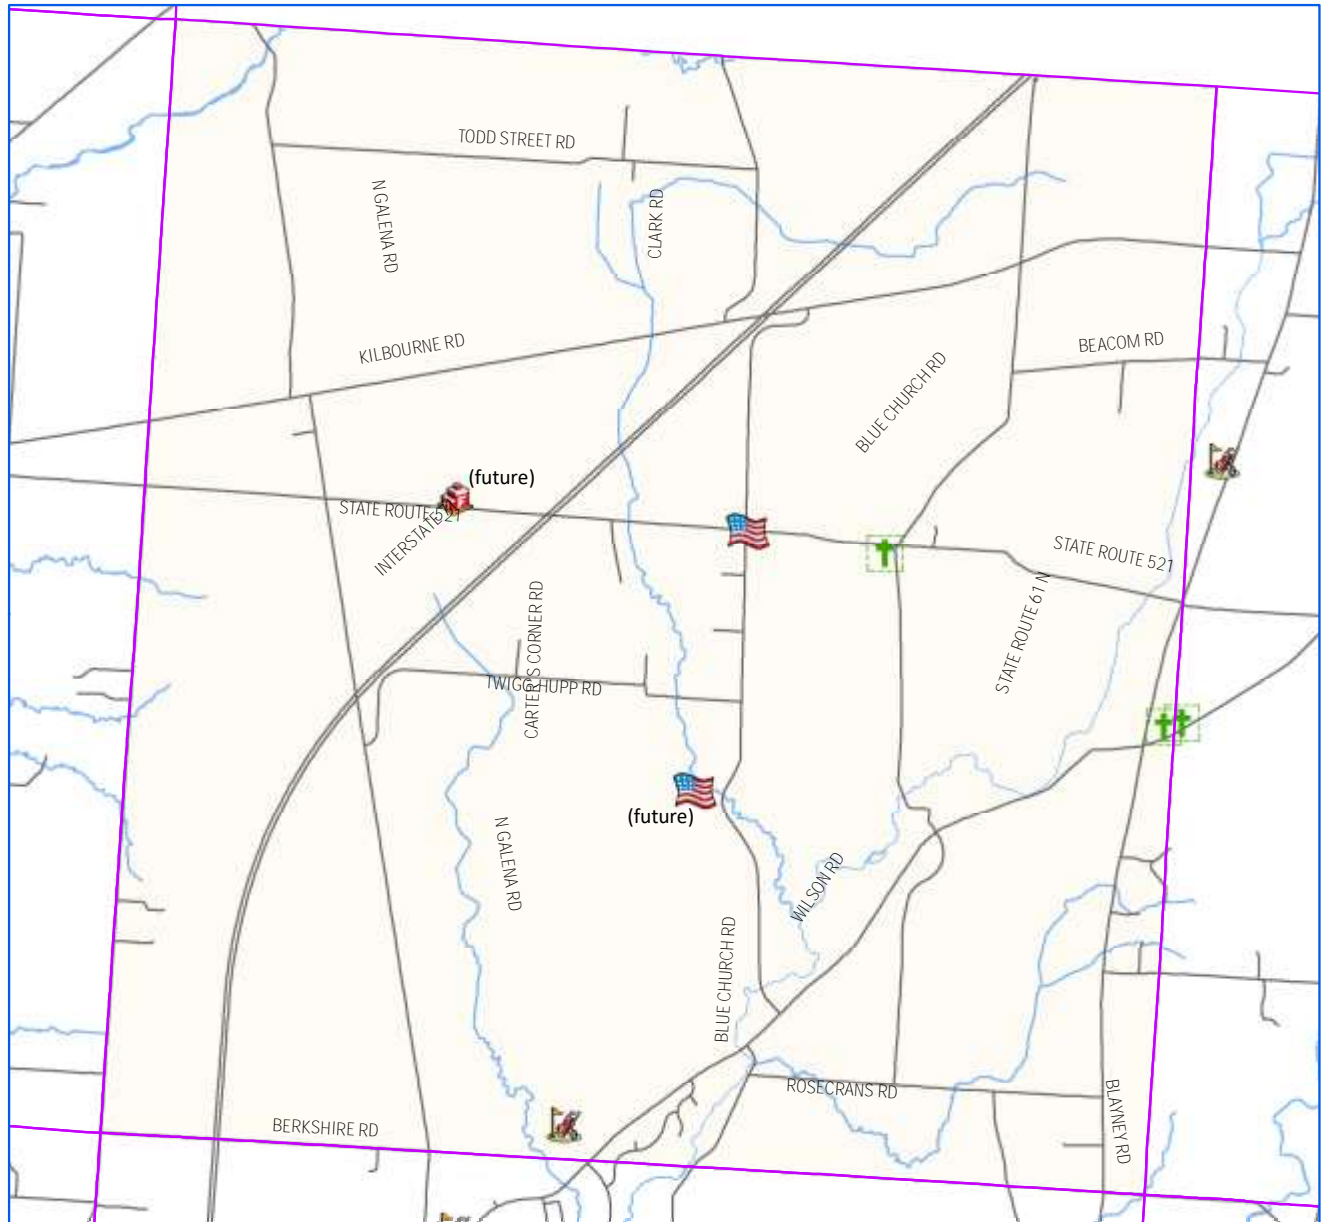 TODD STREET RD
N GALENA RD
CLARK RD
KILBOURNE RD
BEACOM RD
BLUE CHURCH RD
(future)
STATE ROUTE 521
INTERSTATE
STATE ROUTE 521
CARTER'S CORNER RD
STATE ROUTE 61 N
TWIGG HUPP RD
(future)
N GALENA RD
WILSON RD
BLUE CHURCH RD
ROSECRANS RD
BERKSHIRE RD
BLAYNEY RD